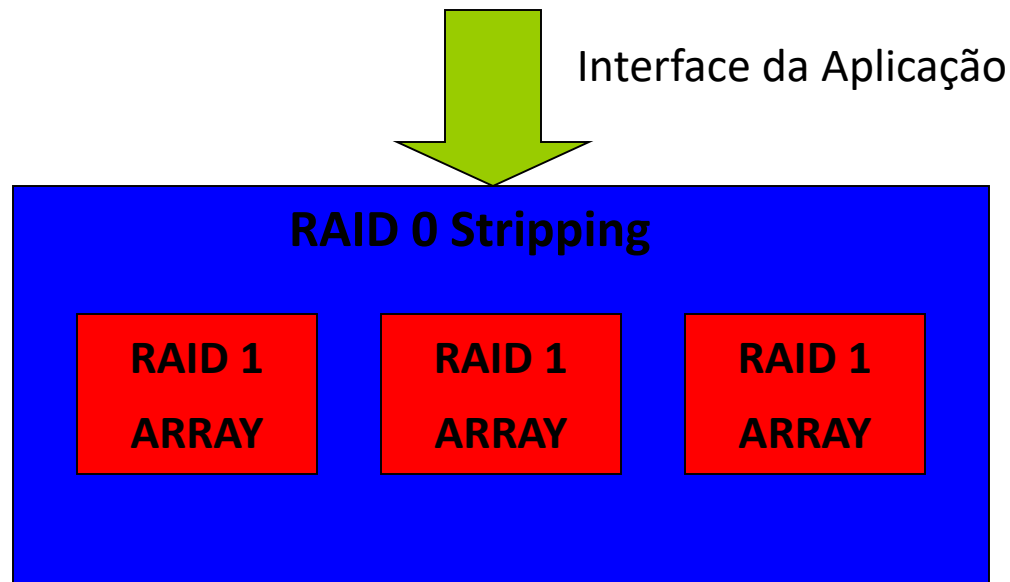 Interface da Aplicação
RAID 0 Stripping
RAID 1
ARRAY
RAID 1
ARRAY
RAID 1
ARRAY